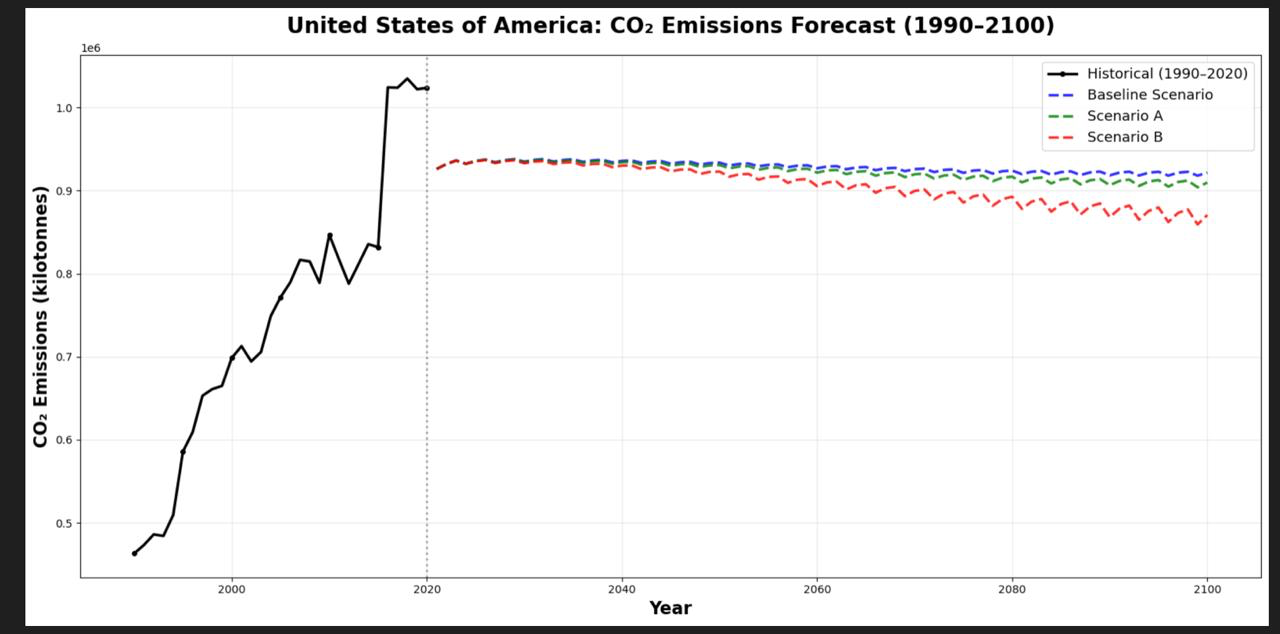 United States of America: CO₂ Emissions Forecast (1990–2100)
1e6
Historical (1990–2020)
Baseline Scenario
Scenario A
Scenario B
CO₂ Emissions (kilotonnes)
1.0
0.9
0.8
0.7
0.6
0.5
2000
2020
2040
2060
2080
2100
Year